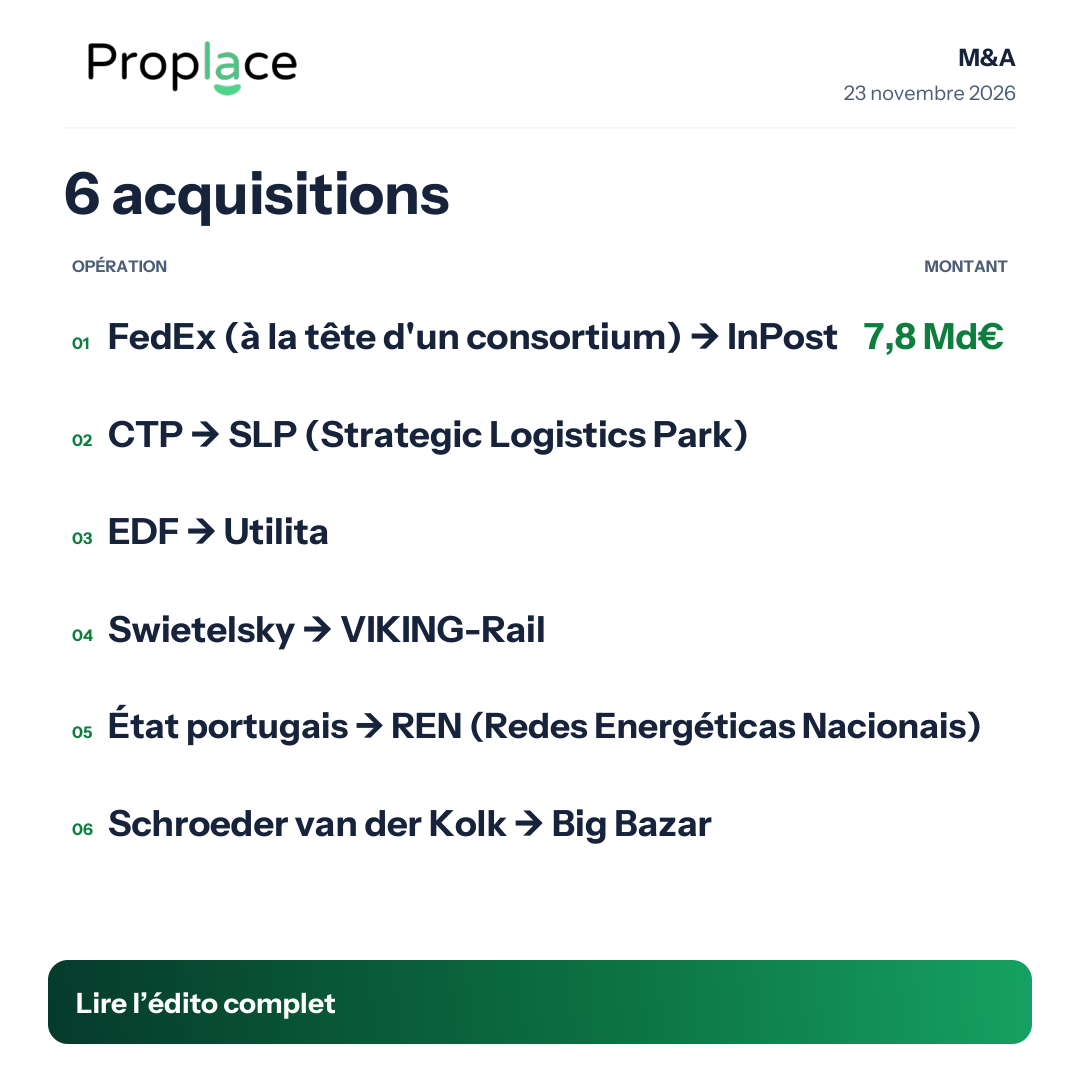 Proplace
M&A
23 novembre 2026
6 acquisitions
OPÉRATION MONTANT
01 FedEx (à la tête d'un consortium) → InPost 7,8 Md€
02 CTP → SLP (Strategic Logistics Park)
03 EDF → Utilita
04 Swietelsky → VIKING-Rail
05 État portugais → REN (Redes Energéticas Nacionais)
06 Schroeder van der Kolk → Big Bazar
Lire l’édito complet